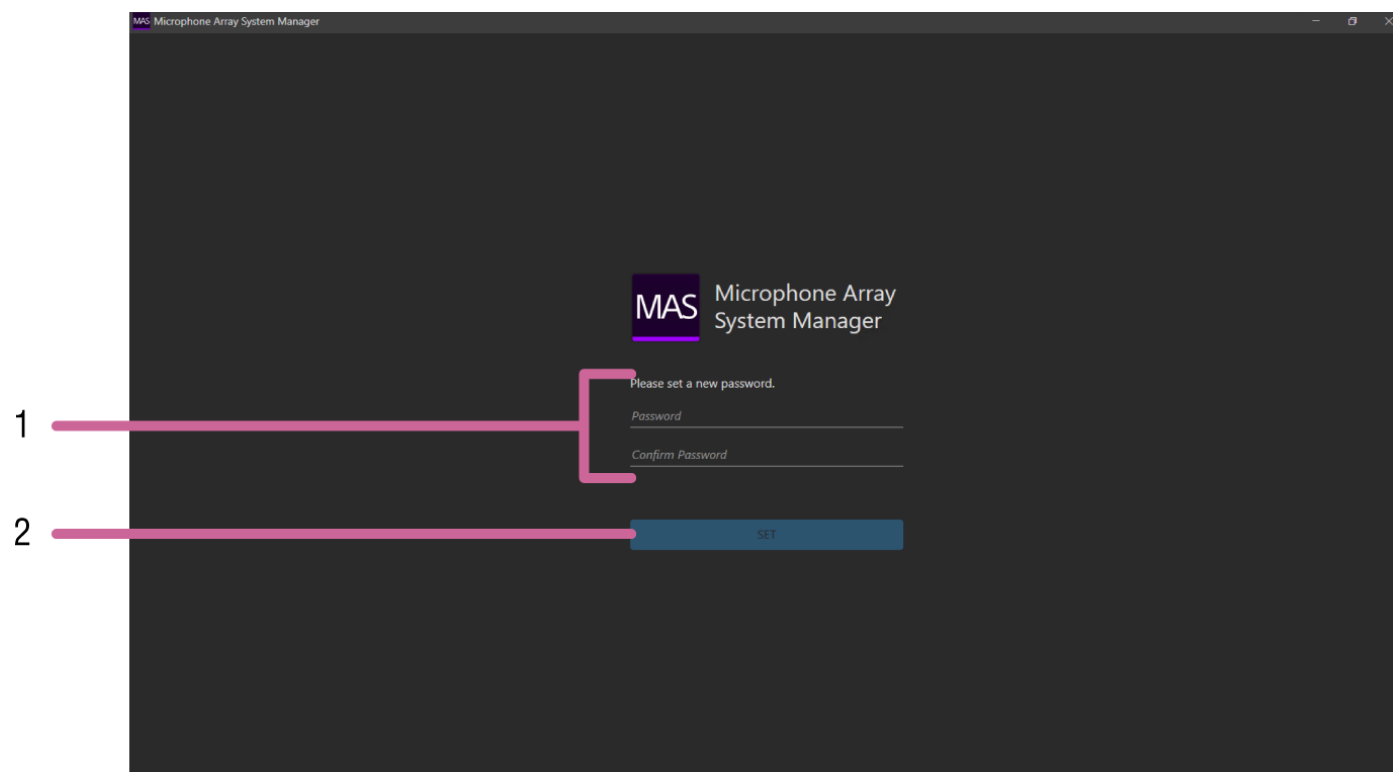 MAS Microphone Array System Manager
MAS
Microphone Array
System Manager
Please set a new password.
1
Password
Confirm Password
2
SET